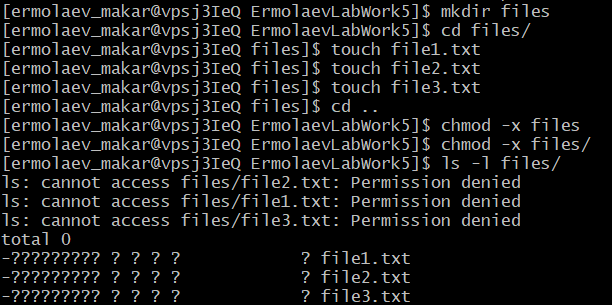 [ermolaev_makar@vpsj3IeQ ErmolaevLabWork5]$ mkdir files
[ermolaev_makar@vpsj3IeQ ErmolaevLabWork5]$ cd files/
[ermolaev_makar@vpsj3IeQ files]$ touch file1.txt
[ermolaev_makar@vpsj3IeQ files]$ touch file2.txt
[ermolaev_makar@vpsj3IeQ files]$ touch file3.txt
[ermolaev_makar@vpsj3IeQ files]$ cd ..
[ermolaev_makar@vpsj3IeQ ErmolaevLabWork5]$ chmod -x files
[ermolaev_makar@vpsj3IeQ ErmolaevLabWork5]$ chmod -x files/
[ermolaev_makar@vpsj3IeQ ErmolaevLabWork5]$ ls -l files/
ls: cannot access files/file2.txt: Permission denied
ls: cannot access files/file1.txt: Permission denied
ls: cannot access files/file3.txt: Permission denied
total 0
-????????? ? ? ? ?            ? file1.txt
-????????? ? ? ? ?            ? file2.txt
-????????? ? ? ? ?            ? file3.txt